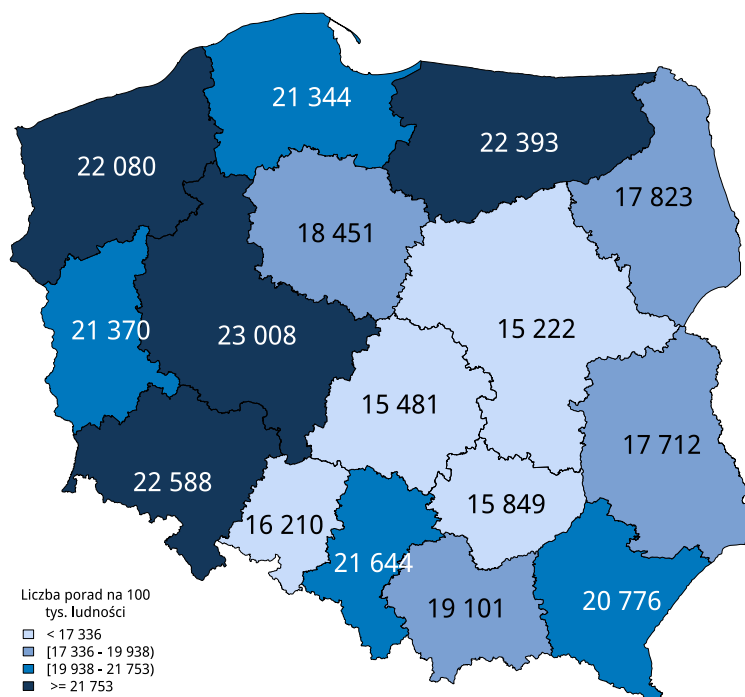 21 344
22 393
22 080
17 823
18 451
21 370
23 008
15 222
15 481
17 712
22 588
15 849
16 210
21 644
20 776
19 101
Liczba porad na 100
tys. ludności
< 17 336
[17 336 - 19 938)
[19 938 - 21 753)
>= 21 753